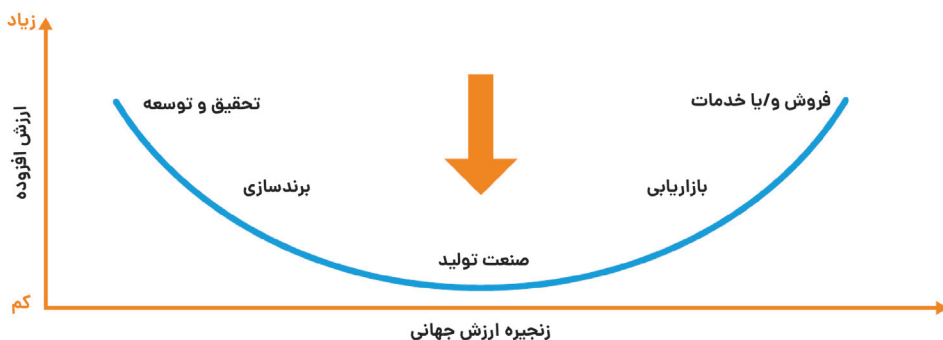 زیاد
ارزش افزوده
کم
تحقیق و توسعه
برندسازی
صنعت تولید
بازاریابی
فروش و/یا خدمات
زنجیره ارزش جهانی